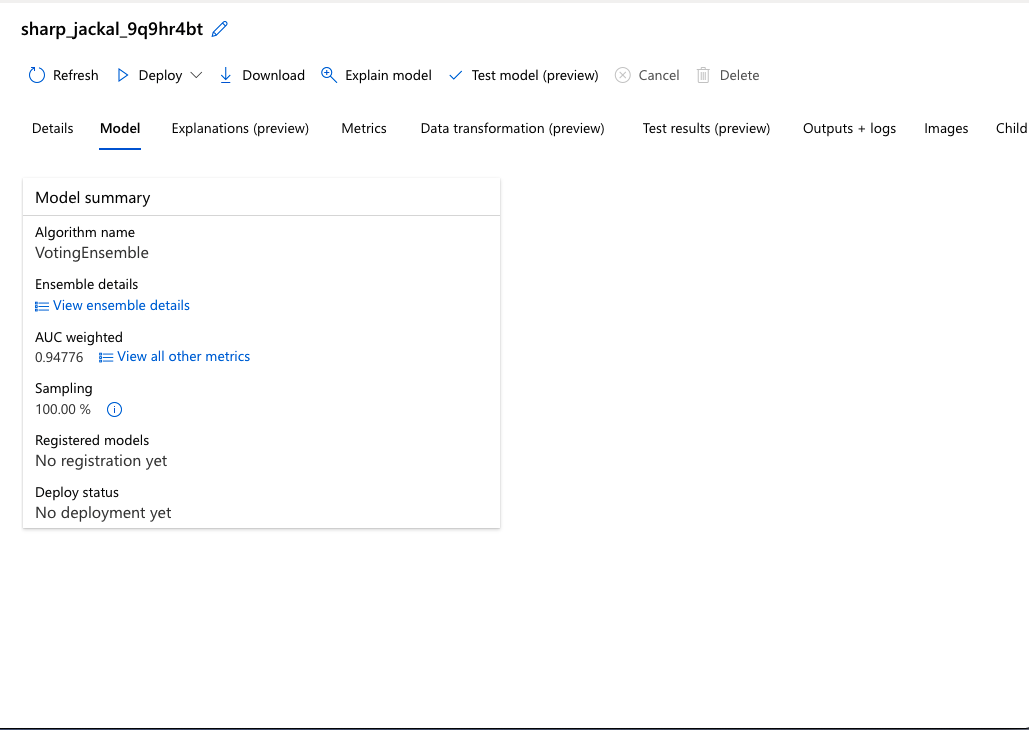 sharp_jackal_9q9hr4bt
Refresh Deploy Download Explain model Test model (preview) Cancel Delete
Details Model Explanations (preview) Metrics Data transformation (preview) Test results (preview) Outputs + logs Images Child
Model summary
Algorithm name
VotingEnsemble
Ensemble details
View ensemble details
AUC weighted
0.94776 View all other metrics
Sampling
100.00 %
Registered models
No registration yet
Deploy status
No deployment yet